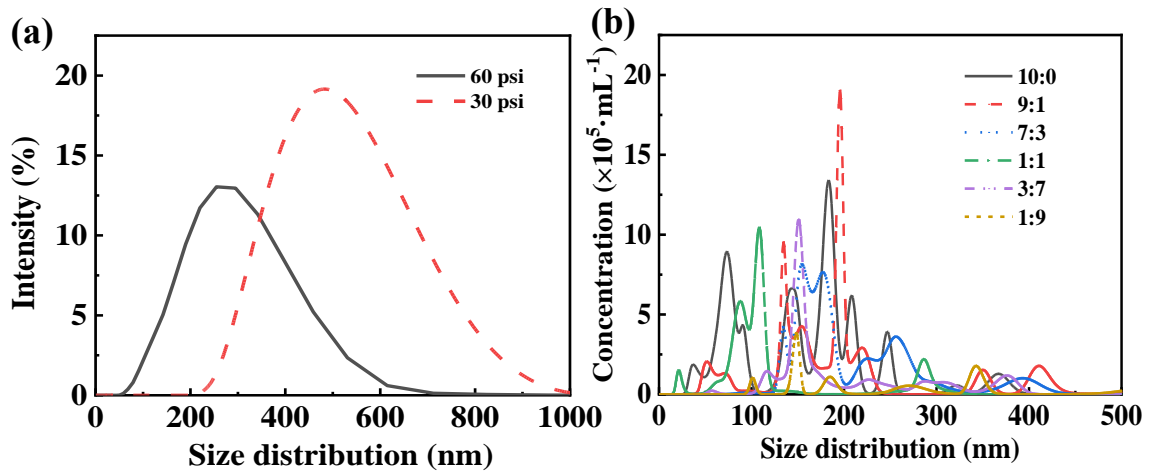 (a)
Intensity (%)
20
15
10
5
0
60 psi
30 psi
0 200 400 600 800 1000
Size distribution (nm)
(b)
Concentration (×10⁵·mL⁻¹)
20
15
10
5
0
10:0
9:1
7:3
1:1
3:7
1:9
0 100 200 300 400 500
Size distribution (nm)